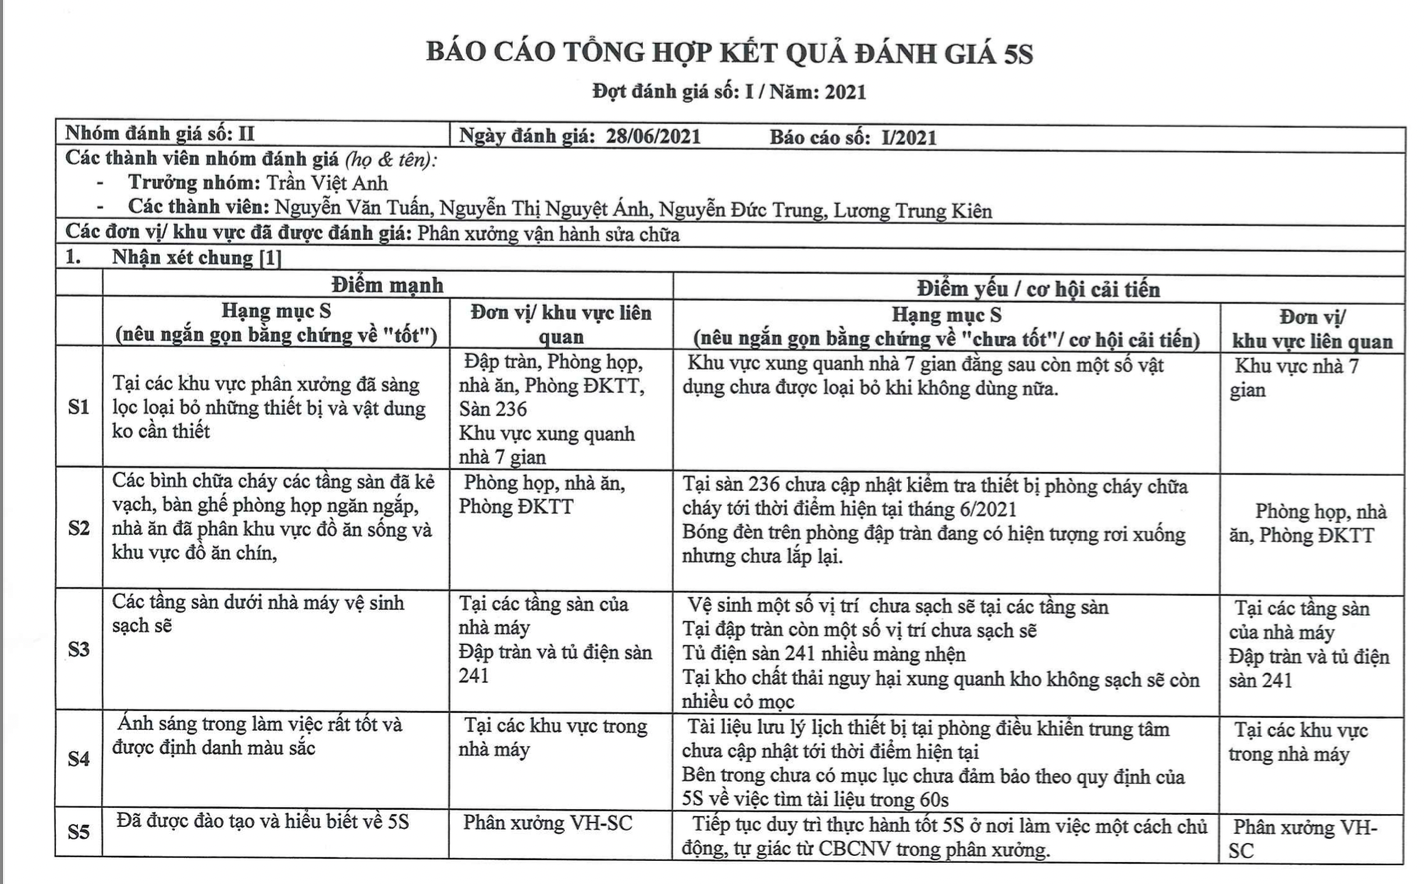 BÁO CÁO TỔNG HỢP KẾT QUẢ ĐÁNH GIÁ 5S
Đợt đánh giá số: I / Năm: 2021
Nhóm đánh giá số: II
Ngày đánh giá: 28/06/2021 Báo cáo số: I/2021
Các thành viên nhóm đánh giá (họ & tên):
- Trưởng nhóm: Trần Việt Anh
- Các thành viên: Nguyễn Văn Tuấn, Nguyễn Thị Nguyệt Ánh, Nguyễn Đức Trung, Lương Trung Kiên
Các đơn vị/ khu vực đã được đánh giá: Phân xưởng vận hành sửa chữa
1. Nhận xét chung [1]
Điểm mạnh
Điểm yếu / cơ hội cải tiến
Hạng mục S
(nêu ngắn gọn bằng chứng về "tốt")
Đơn vị/ khu vực liên
quan
Hạng mục S
(nêu ngắn gọn bằng chứng về "chưa tốt"/ cơ hội cải tiến)
Đơn vị/
khu vực liên quan
S1
Tại các khu vực phân xưởng đã sàng
lọc loại bỏ những thiết bị và vật dung
ko cần thiết
Đập tràn, Phòng họp,
nhà ăn, Phòng ĐKTT,
Sàn 236
Khu vực xung quanh
nhà 7 gian
Khu vực xung quanh nhà 7 gian đằng sau còn một số vật
dụng chưa được loại bỏ khi không dùng nữa.
Khu vực nhà 7
gian
S2
Các bình chữa cháy các tầng sàn đã kẻ
vạch, bàn ghế phòng họp ngăn ngắp,
nhà ăn đã phân khu vực đồ ăn sống và
khu vực đồ ăn chín,
Phòng họp, nhà ăn,
Phòng ĐKTT
Tại sàn 236 chưa cập nhật kiểm tra thiết bị phòng cháy chữa
cháy tới thời điểm hiện tại tháng 6/2021
Bóng đèn trên phòng đập tràn đang có hiện tượng rơi xuống
nhưng chưa lắp lại.
Phòng họp, nhà
ăn, Phòng ĐKTT
S3
Các tầng sàn dưới nhà máy vệ sinh
sạch sẽ
Tại các tầng sàn của
nhà máy
Đập tràn và tủ điện sàn
241
Vệ sinh một số vị trí chưa sạch sẽ tại các tầng sàn
Tại đập tràn còn một số vị trí chưa sạch sẽ
Tủ điện sàn 241 nhiều màng nhện
Tại kho chất thải nguy hại xung quanh kho không sạch sẽ còn
nhiều cỏ mọc
Tại các tầng sàn
của nhà máy
Đập tràn và tủ điện
sàn 241
S4
Ánh sáng trong làm việc rất tốt và
được định danh màu sắc
Tại các khu vực trong
nhà máy
Tài liệu lưu lý lịch thiết bị tại phòng điều khiển trung tâm
chưa cập nhật tới thời điểm hiện tại
Bên trong chưa có mục lục chưa đảm bảo theo quy định của
5S về việc tìm tài liệu trong 60s
Tại các khu vực
trong nhà máy
S5
Đã được đào tạo và hiểu biết về 5S
Phân xưởng VH-SC
Tiếp tục duy trì thực hành tốt 5S ở nơi làm việc một cách chủ
động, tự giác từ CBCNV trong phân xưởng.
Phân xưởng VH-
SC